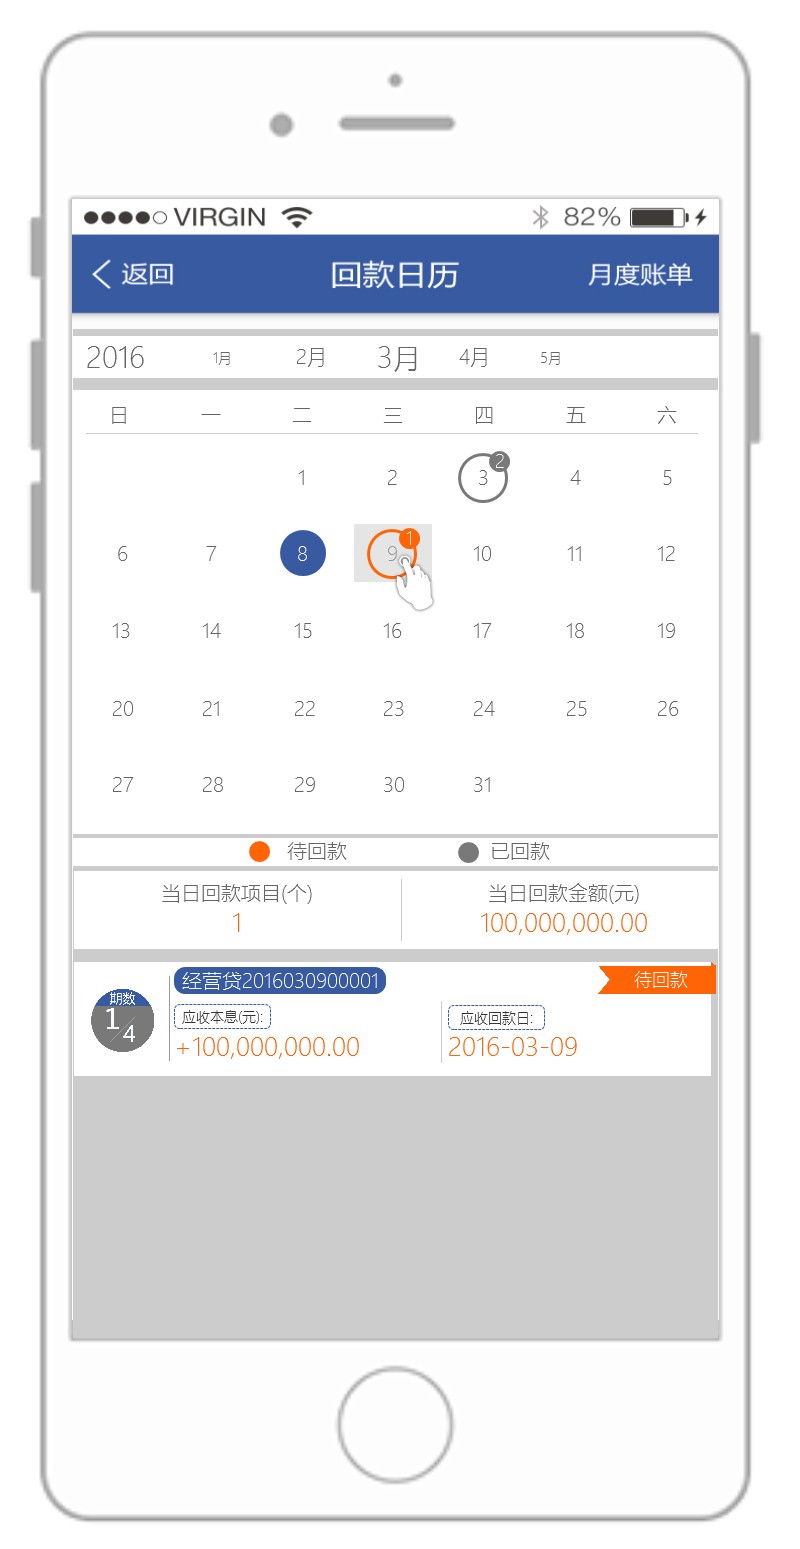 VIRGIN 82%
返回 回款日历 月度账单
2016 1月 2月 3月 4月 5月
日 一 二 三 四 五 六
1 2 3 2 4 5
6 7 8 9 1 10 11 12
13 14 15 16 17 18 19
20 21 22 23 24 25 26
27 28 29 30 31
待回款 已回款
当日回款项目(个) 当日回款金额(元)
1 100,000,000.00
经营贷2016030900001 待回款
期数
1/4
应收本息(元): 应收回款日:
+100,000,000.00 2016-03-09